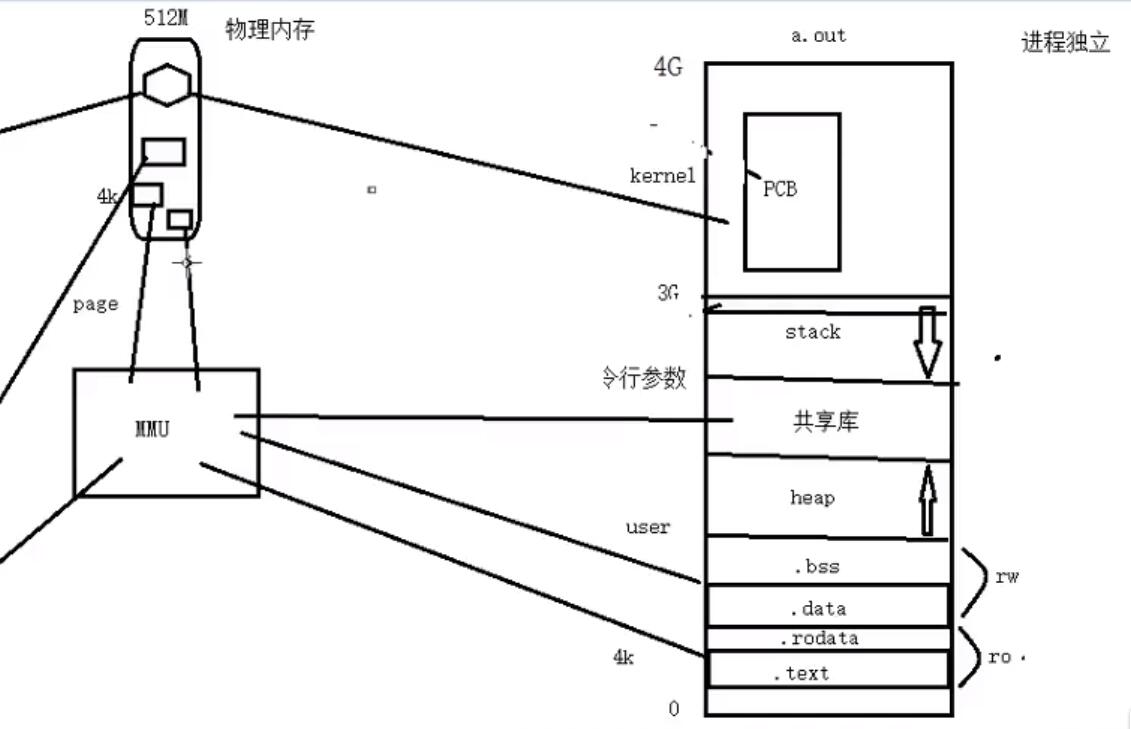 512M
物理内存
a.out
进程独立
4G
kernel
PCB
4k
3G
page
stack
令行参数
MMU
共享库
heap
user
.bss
rw
.data
.rodata
4k
ro
.text
0